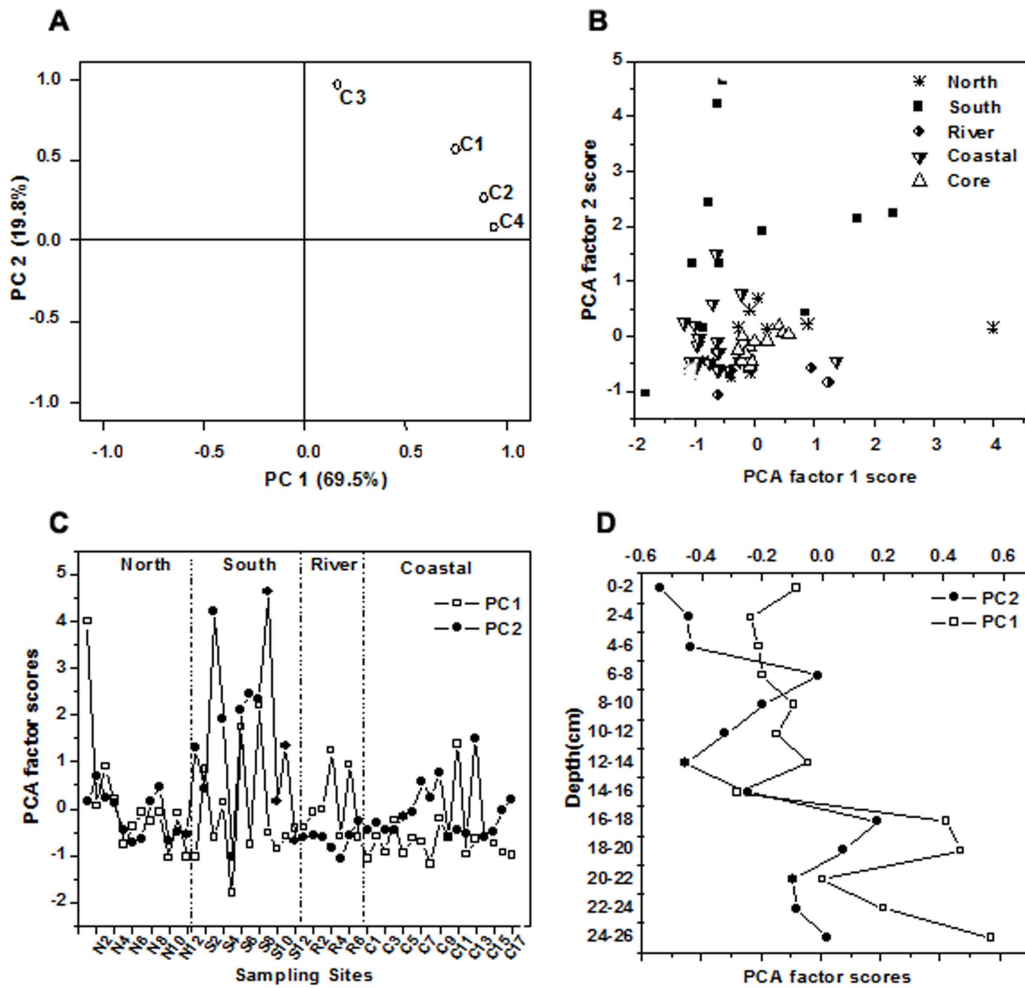 A
1.0
0.5
0.0
-0.5
-1.0
PC 2 (19.8%)
C3
C1
C2
C4
-1.0 -0.5 0.0 0.5 1.0
PC 1 (69.5%)
B
5
4
3
2
1
0
-1
PCA factor 2 score
North
South
River
Coastal
Core
-2 -1 0 1 2 3 4
PCA factor 1 score
C
5
4
3
2
1
0
-1
-2
PCA factor scores
North South River Coastal
PC1
PC2
N2 N4 N6 N8 N10 N12 S2 S4 S6 S8 S10 S12 R2 R4 R6 C1 C3 C5 C7 C9 C11 C13 C15 C17
Sampling Sites
D
-0.6 -0.4 -0.2 0.0 0.2 0.4 0.6
0-2
2-4
4-6
6-8
8-10
10-12
12-14
14-16
16-18
18-20
20-22
22-24
24-26
Depth(cm)
PC2
PC1
PCA factor scores